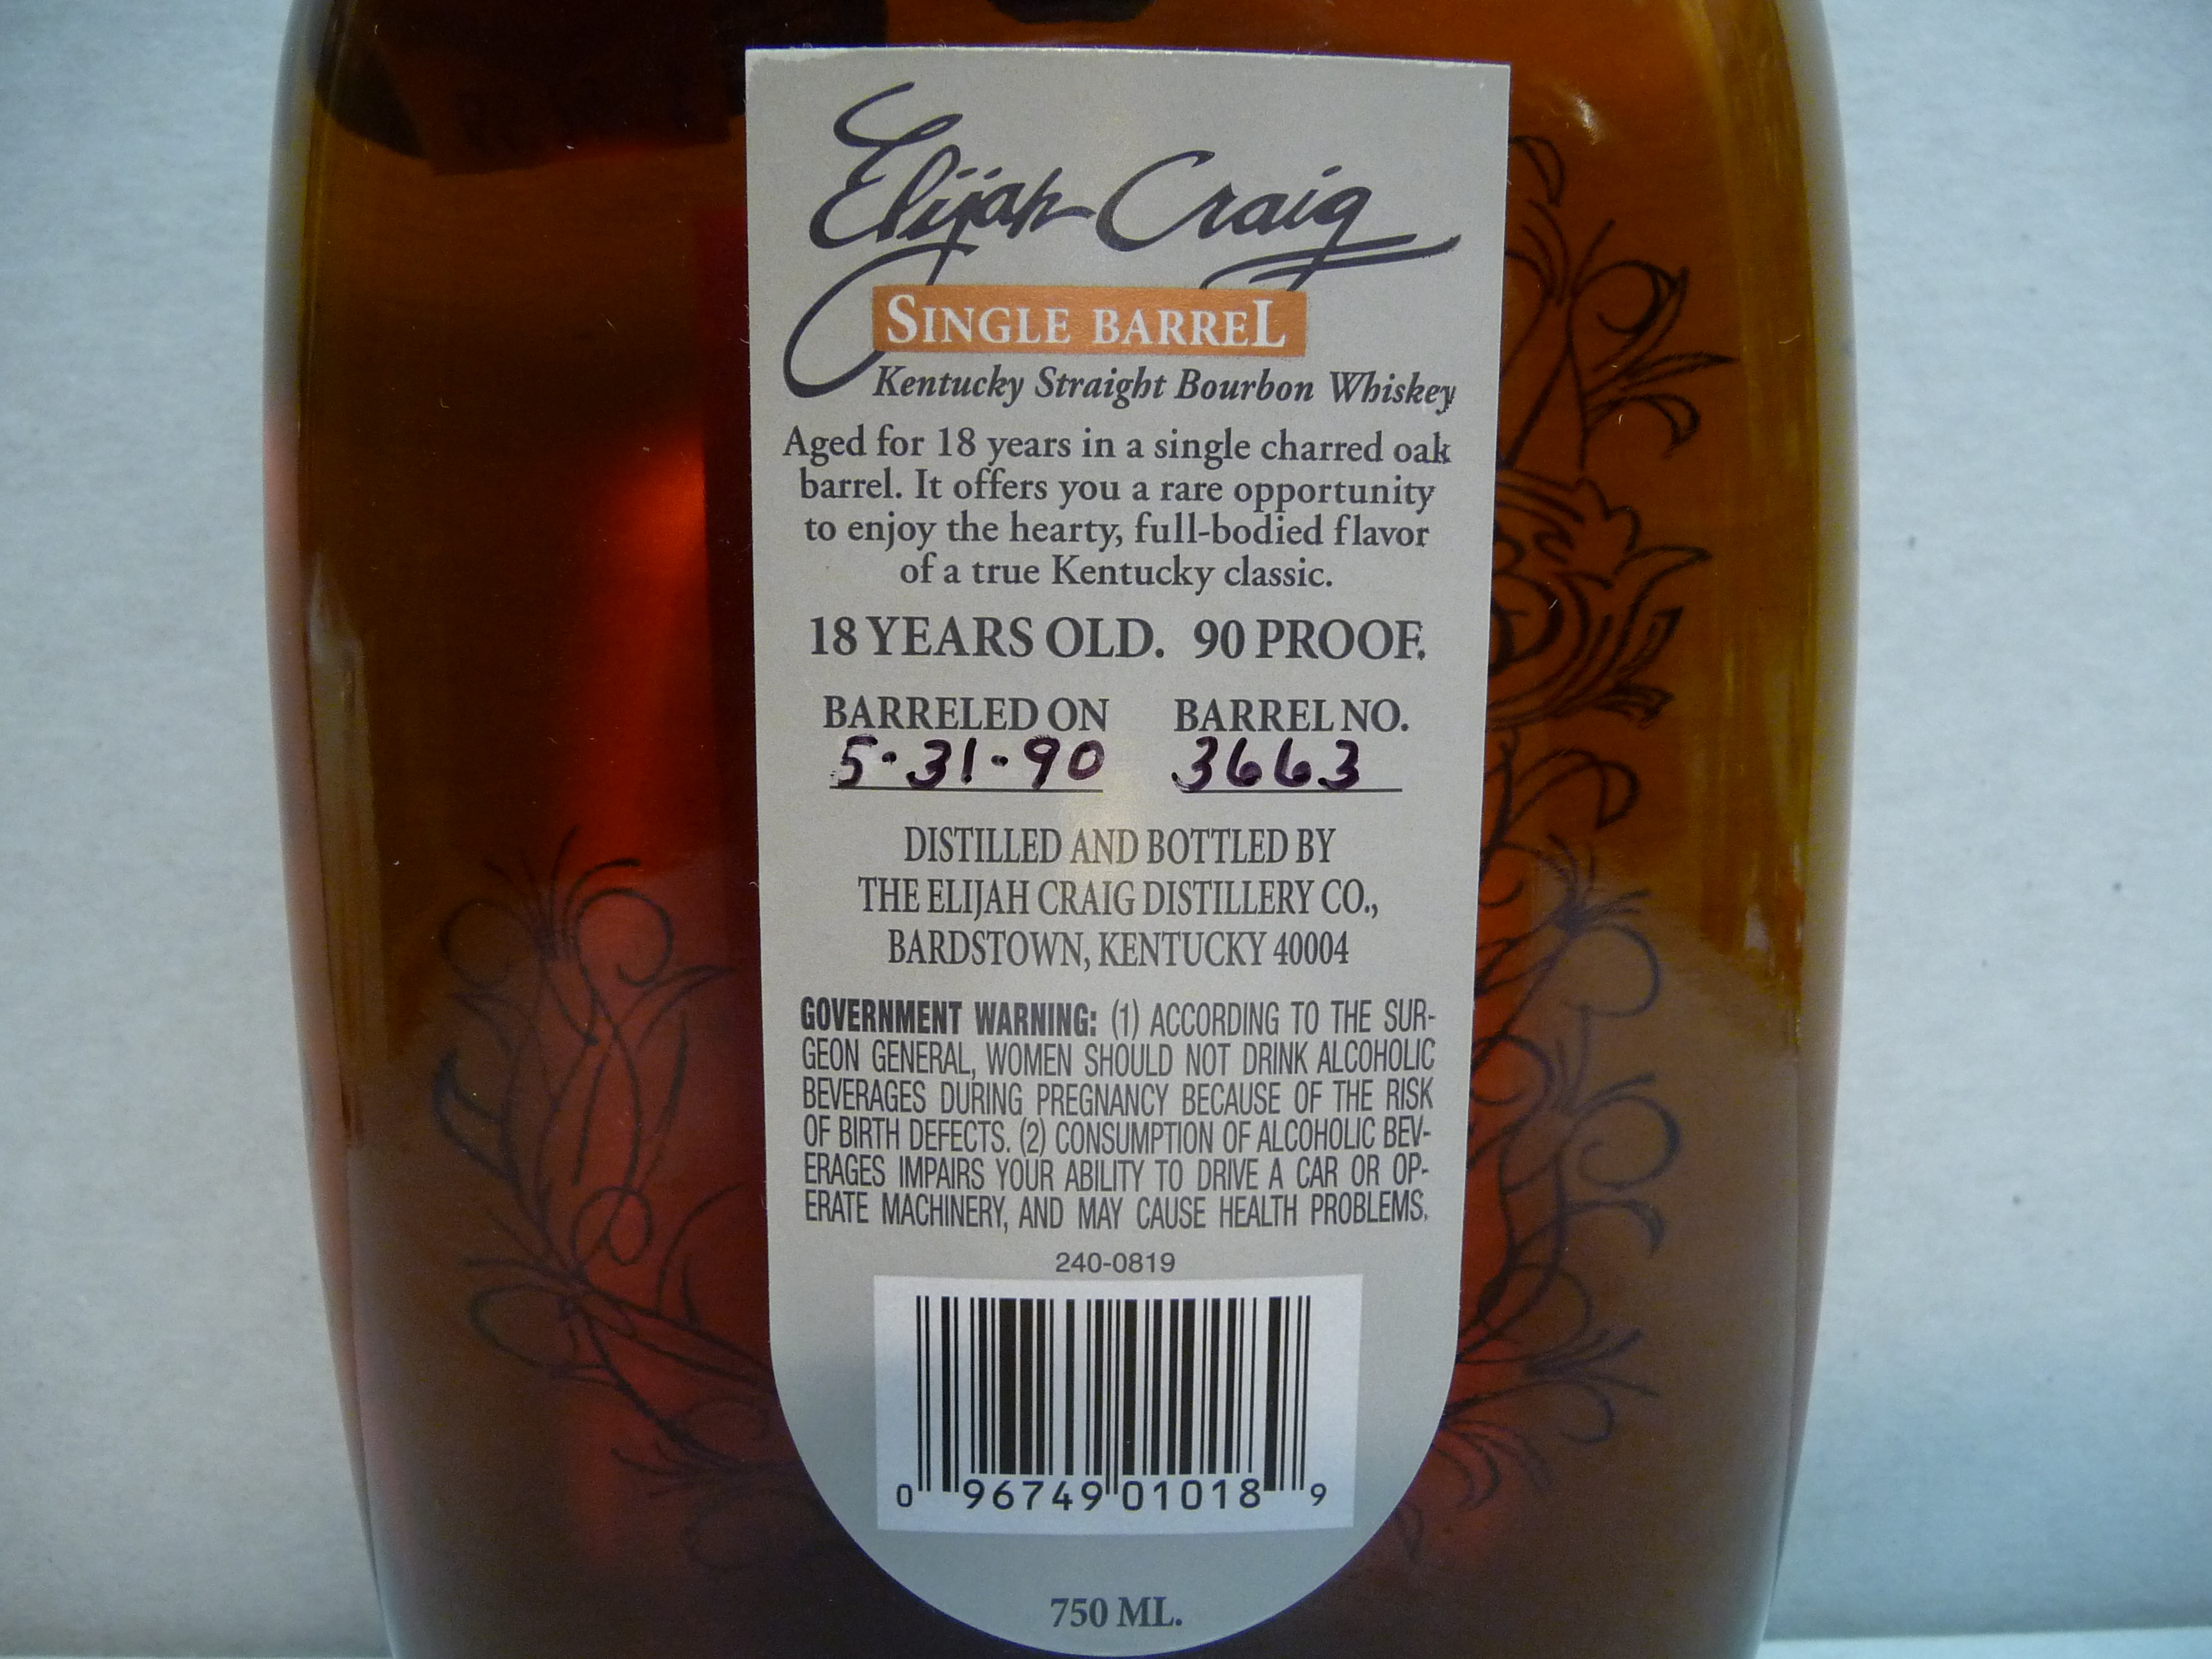 Elijah Craig
SINGLE BARREL
Kentucky Straight Bourbon Whiskey
Aged for 18 years in a single charred oak
barrel. It offers you a rare opportunity
to enjoy the hearty, full-bodied flavor
of a true Kentucky classic.
18 YEARS OLD. 90 PROOF.
BARRELED ON BARREL NO.
5·31·90 3663
DISTILLED AND BOTTLED BY
THE ELIJAH CRAIG DISTILLERY CO.,
BARDSTOWN, KENTUCKY 40004
GOVERNMENT WARNING: (1) ACCORDING TO THE SUR-
GEON GENERAL, WOMEN SHOULD NOT DRINK ALCOHOLIC
BEVERAGES DURING PREGNANCY BECAUSE OF THE RISK
OF BIRTH DEFECTS. (2) CONSUMPTION OF ALCOHOLIC BEV-
ERAGES IMPAIRS YOUR ABILITY TO DRIVE A CAR OR OP-
ERATE MACHINERY, AND MAY CAUSE HEALTH PROBLEMS.
240-0819
0 96749 01018 9
750 ML.